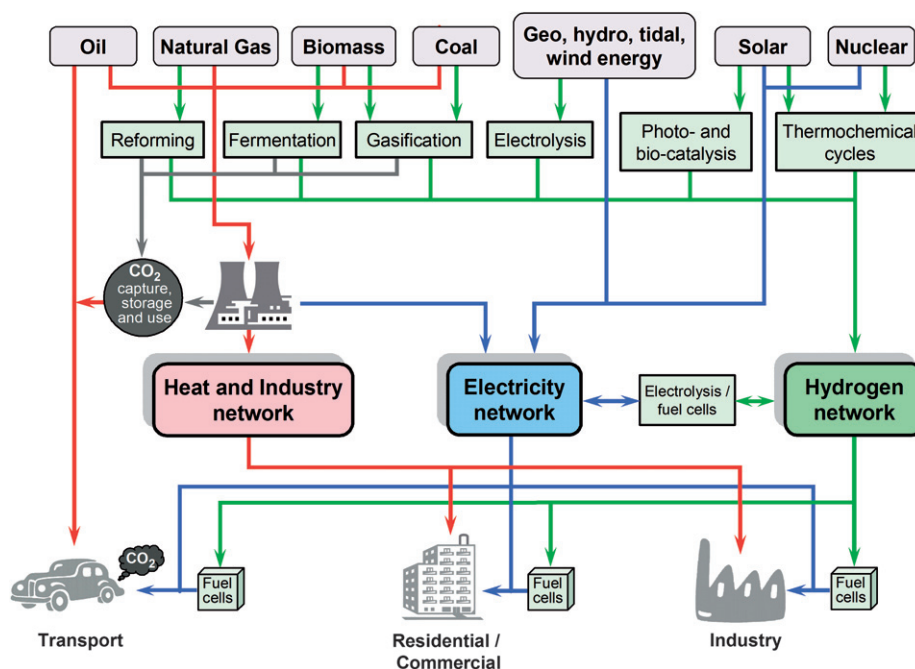 Oil
Natural Gas
Biomass
Coal
Geo, hydro, tidal,
wind energy
Solar
Nuclear
Reforming
Fermentation
Gasification
Electrolysis
Photo- and
bio-catalysis
Thermochemical
cycles
CO2
capture,
storage
and use
Heat and Industry
network
Electricity
network
Electrolysis /
fuel cells
Hydrogen
network
CO2
Fuel
cells
Fuel
cells
Fuel
cells
Transport
Residential /
Commercial
Industry